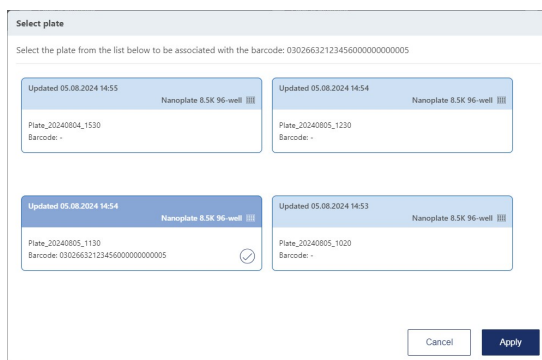 Select plate
Select the plate from the list below to be associated with the barcode: 03026632123456000000000005
Updated 05.08.2024 14:55
Nanoplate 8.5K 96-well
Plate_20240804_1530
Barcode: -
Updated 05.08.2024 14:54
Nanoplate 8.5K 96-well
Plate_20240805_1230
Barcode: -
Updated 05.08.2024 14:54
Nanoplate 8.5K 96-well
Plate_20240805_1130
Barcode: 03026632123456000000000005
Updated 05.08.2024 14:53
Nanoplate 8.5K 96-well
Plate_20240805_1020
Barcode: -
Cancel
Apply